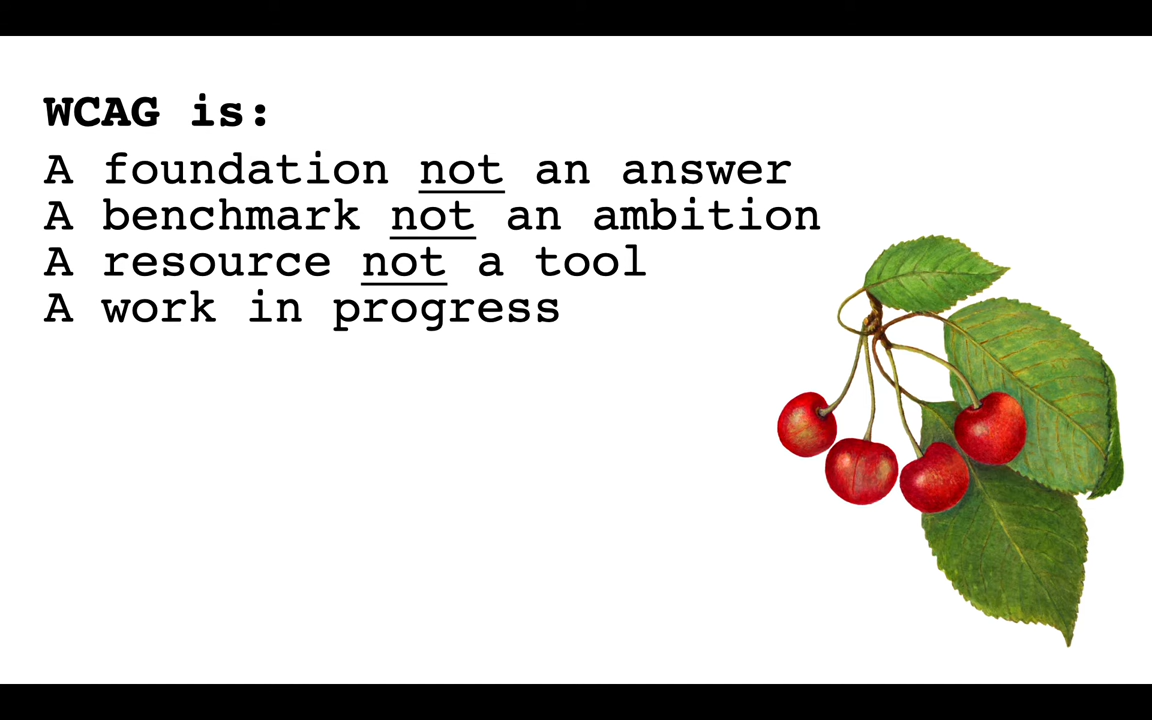 WCAG is:
A foundation not an answer
A benchmark not an ambition
A resource not a tool
A work in progress